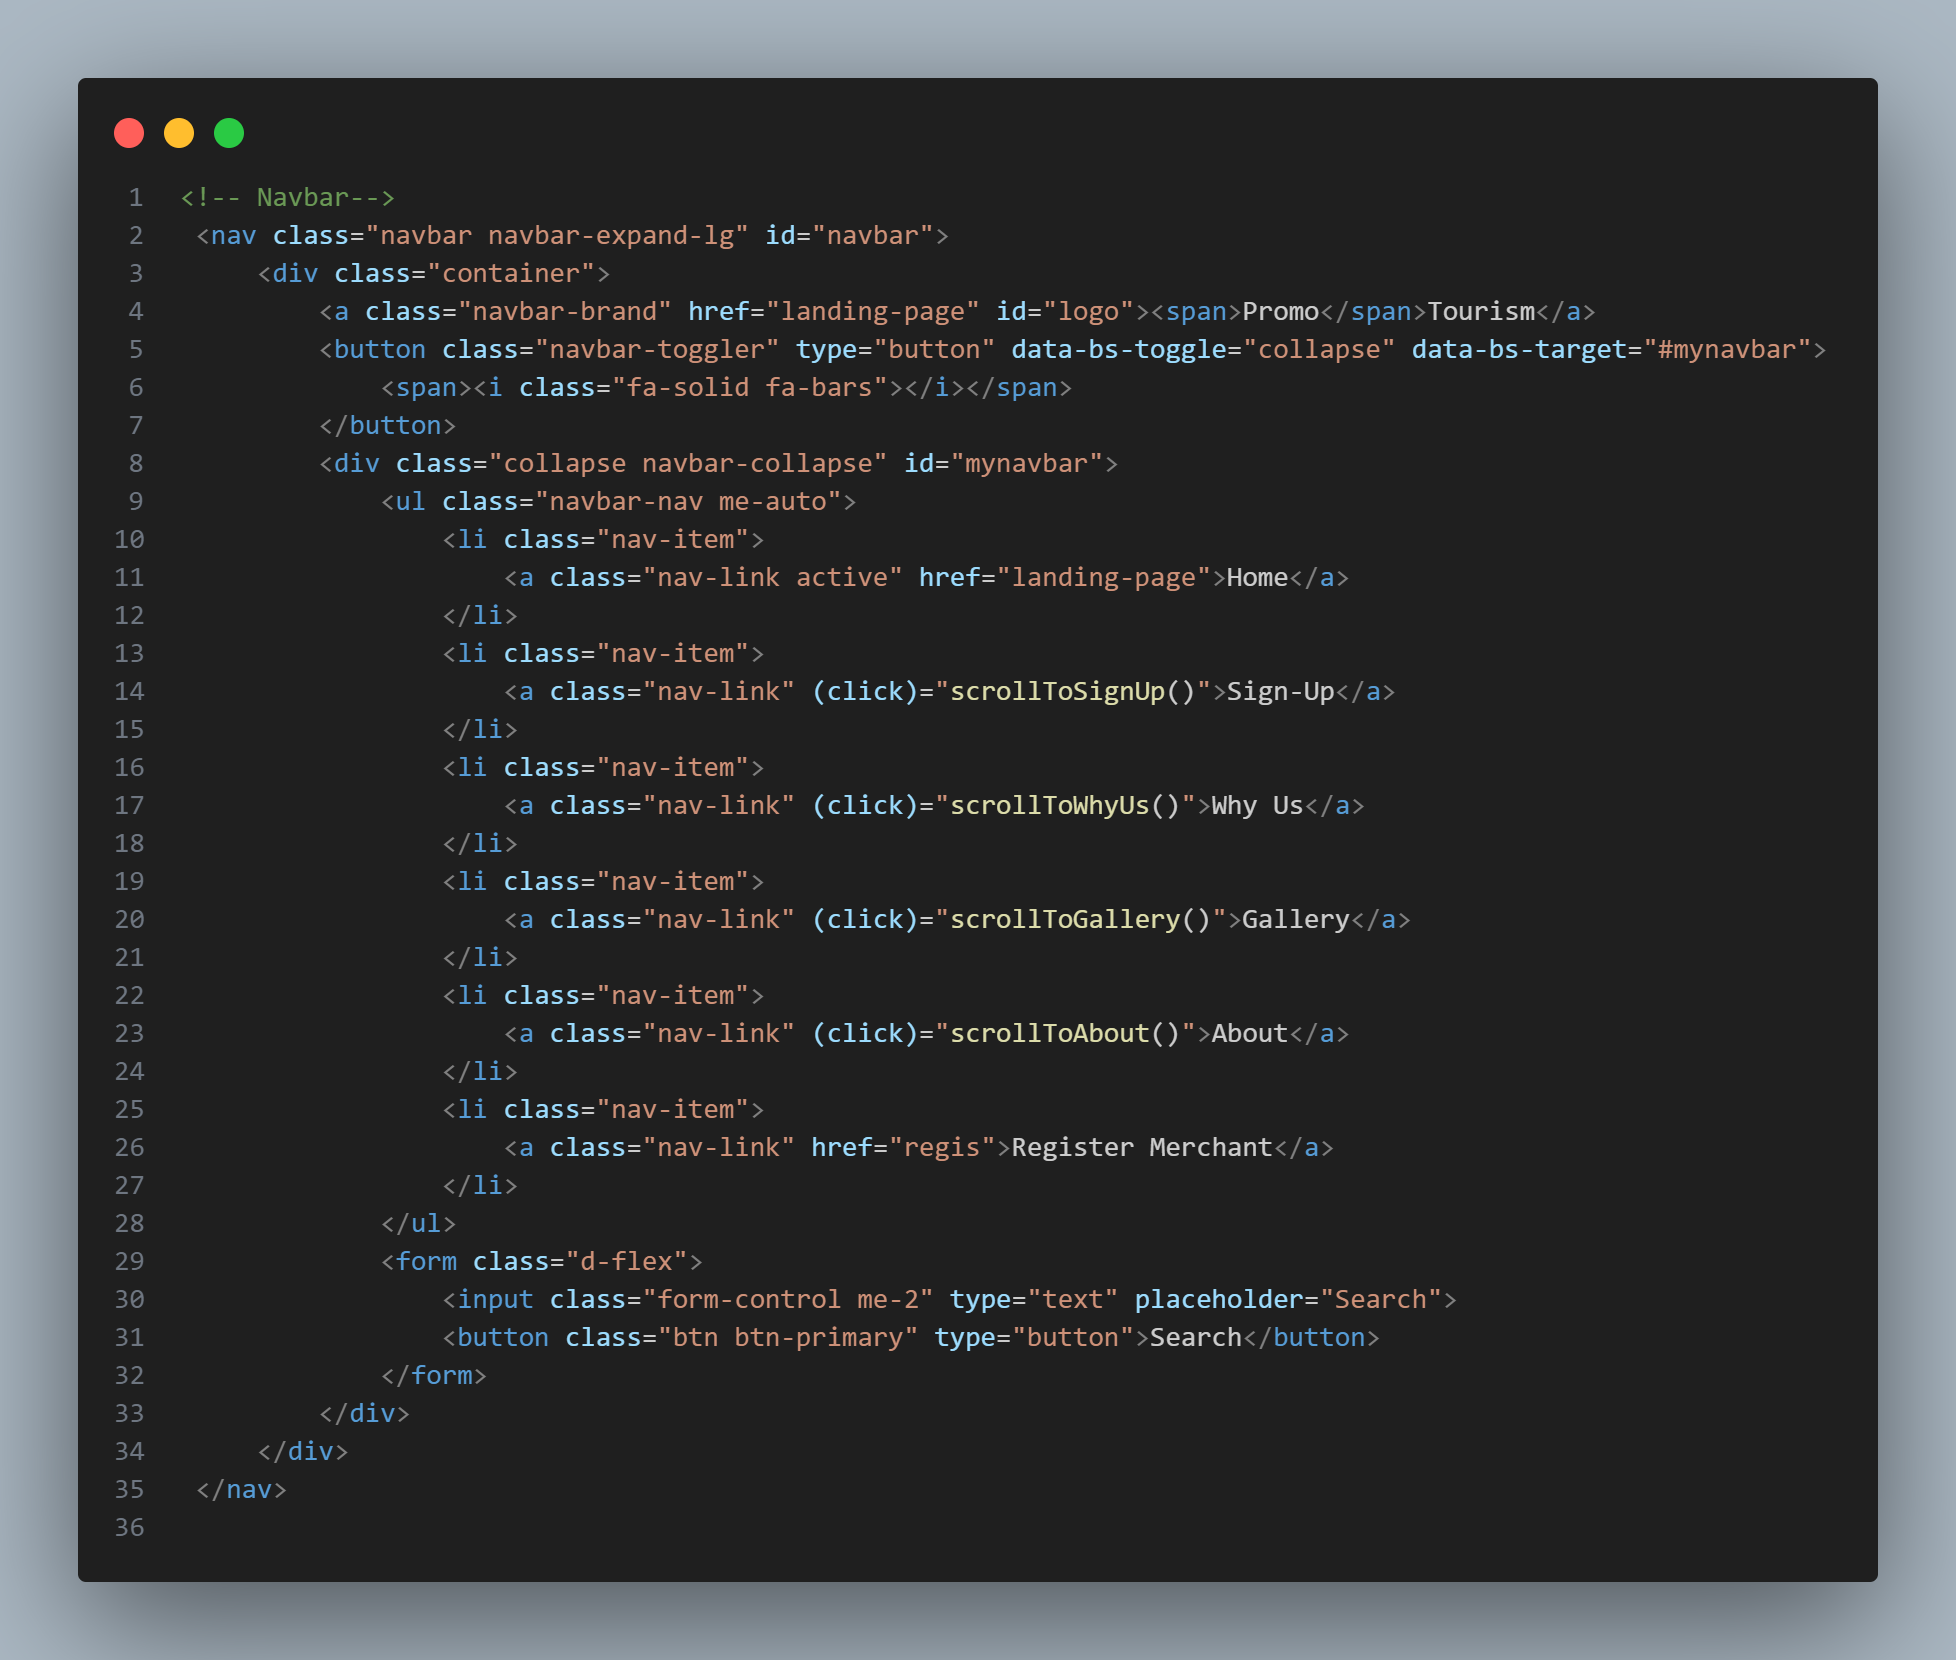 1 <!-- Navbar-->
2 <nav class="navbar navbar-expand-lg" id="navbar">
3 <div class="container">
4 <a class="navbar-brand" href="landing-page" id="logo"><span>Promo</span>Tourism</a>
5 <button class="navbar-toggler" type="button" data-bs-toggle="collapse" data-bs-target="#mynavbar">
6 <span><i class="fa-solid fa-bars"></i></span>
7 </button>
8 <div class="collapse navbar-collapse" id="mynavbar">
9 <ul class="navbar-nav me-auto">
10 <li class="nav-item">
11 <a class="nav-link active" href="landing-page">Home</a>
12 </li>
13 <li class="nav-item">
14 <a class="nav-link" (click)="scrollToSignUp()">Sign-Up</a>
15 </li>
16 <li class="nav-item">
17 <a class="nav-link" (click)="scrollToWhyUs()">Why Us</a>
18 </li>
19 <li class="nav-item">
20 <a class="nav-link" (click)="scrollToGallery()">Gallery</a>
21 </li>
22 <li class="nav-item">
23 <a class="nav-link" (click)="scrollToAbout()">About</a>
24 </li>
25 <li class="nav-item">
26 <a class="nav-link" href="regis">Register Merchant</a>
27 </li>
28 </ul>
29 <form class="d-flex">
30 <input class="form-control me-2" type="text" placeholder="Search">
31 <button class="btn btn-primary" type="button">Search</button>
32 </form>
33 </div>
34 </div>
35 </nav>
36